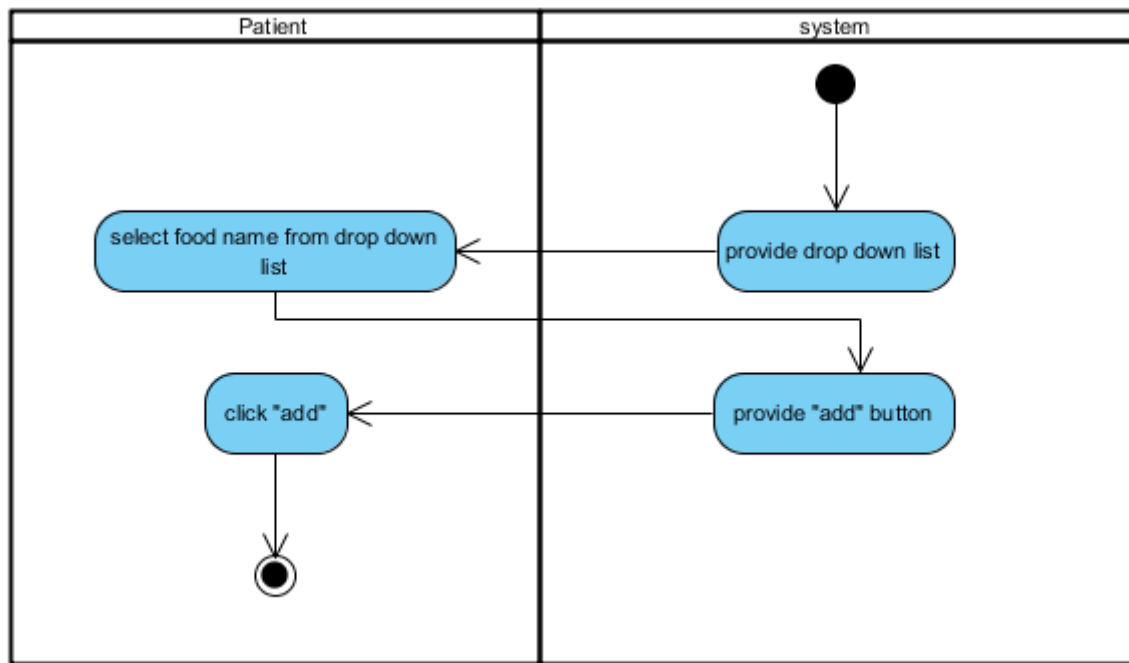 Patient
system
select food name from drop down
list
provide drop down list
click "add"
provide "add" button